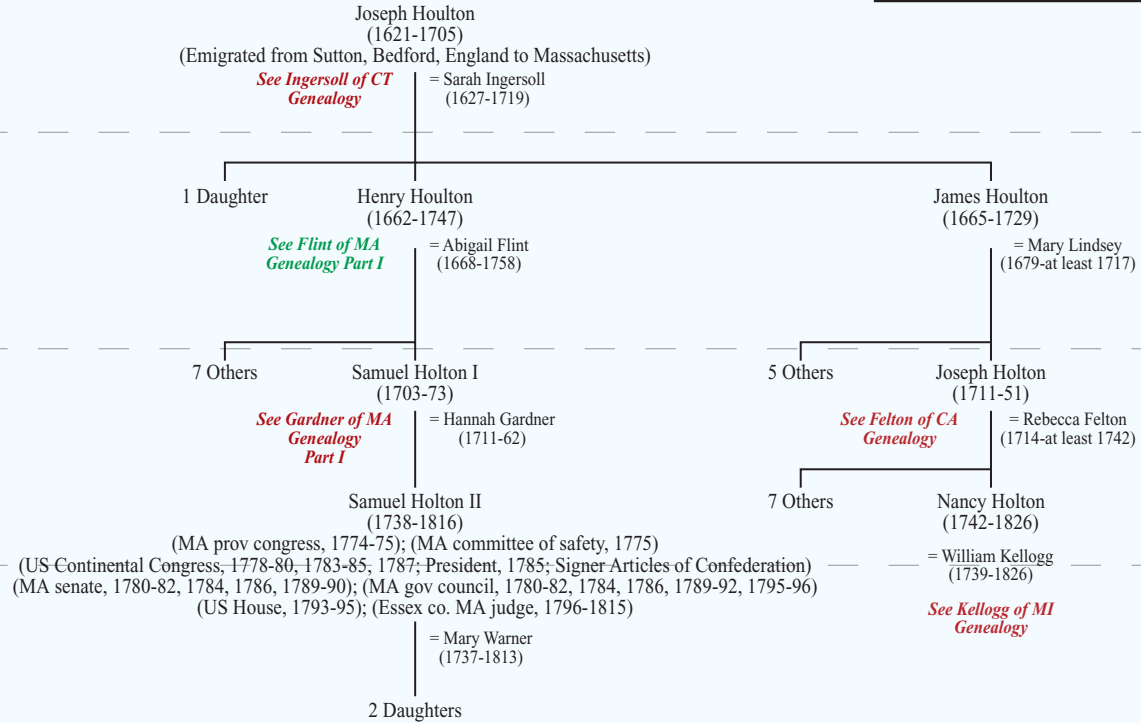 Joseph Houlton
(1621-1705)
(Emigrated from Sutton, Bedford, England to Massachusetts)
See Ingersoll of CT
Genealogy
= Sarah Ingersoll
(1627-1719)
1 Daughter
Henry Houlton
(1662-1747)
James Houlton
(1665-1729)
See Flint of MA
Genealogy Part I
= Abigail Flint
(1668-1758)
= Mary Lindsey
(1679-at least 1717)
7 Others
Samuel Holton I
(1703-73)
5 Others
Joseph Holton
(1711-51)
See Gardner of MA
Genealogy
Part I
= Hannah Gardner
(1711-62)
See Felton of CA
Genealogy
= Rebecca Felton
(1714-at least 1742)
Samuel Holton II
(1738-1816)
(MA prov congress, 1774-75); (MA committee of safety, 1775)
(US Continental Congress, 1778-80, 1783-85, 1787; President, 1785; Signer Articles of Confederation)
(MA senate, 1780-82, 1784, 1786, 1789-90); (MA gov council, 1780-82, 1784, 1786, 1789-92, 1795-96)
(US House, 1793-95); (Essex co. MA judge, 1796-1815)
7 Others
Nancy Holton
(1742-1826)
= William Kellogg
(1739-1826)
See Kellogg of MI
Genealogy
= Mary Warner
(1737-1813)
2 Daughters